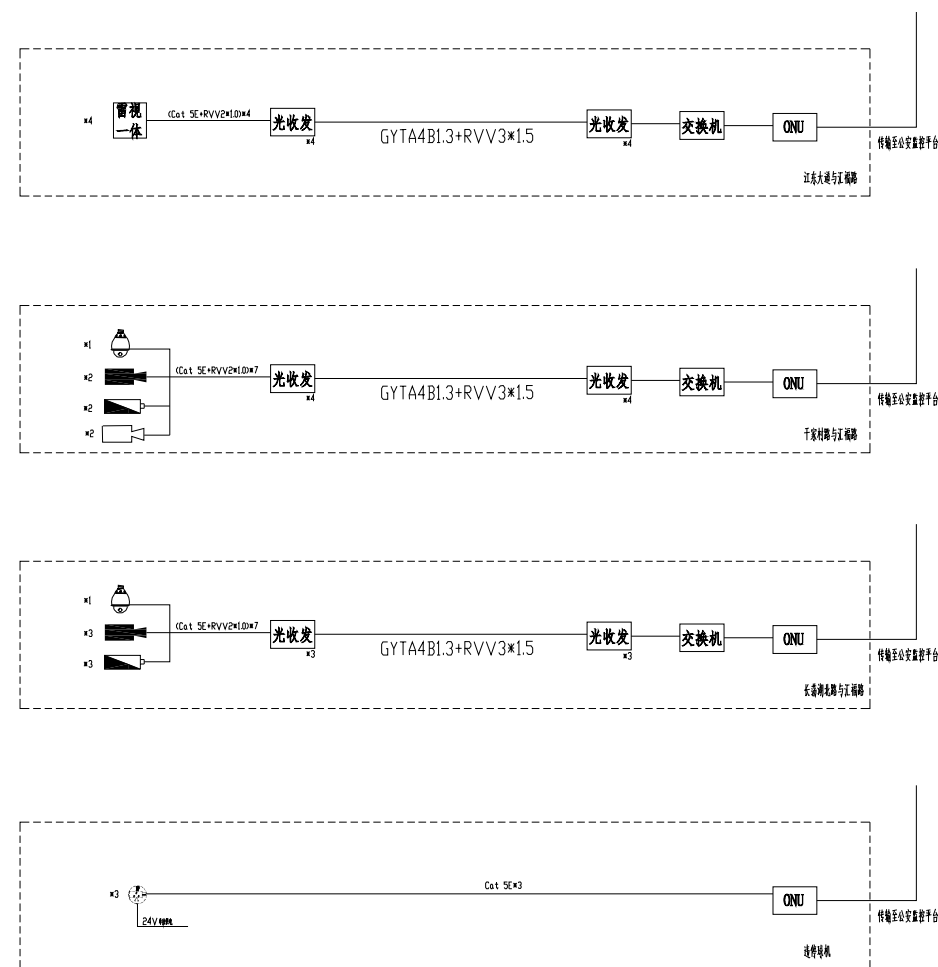 *4
雷视
一体
(Cat 5E+RVV2*1.0)*4
光收发
*4
GYTA4B1.3+RVV3*1.5
光收发
*4
交换机
ONU
传输至公安监控平台
江东大道与汇福路
*1
*2
*2
*2
(Cat 5E+RVV2*1.0)*7
光收发
*4
GYTA4B1.3+RVV3*1.5
光收发
*4
交换机
ONU
传输至公安监控平台
于家村路与汇福路
*1
*3
*3
(Cat 5E+RVV2*1.0)*7
光收发
*3
GYTA4B1.3+RVV3*1.5
光收发
*3
交换机
ONU
传输至公安监控平台
长荡湖北路与汇福路
*3
24V
Cat 5E*3
ONU
传输至公安监控平台
违停球机